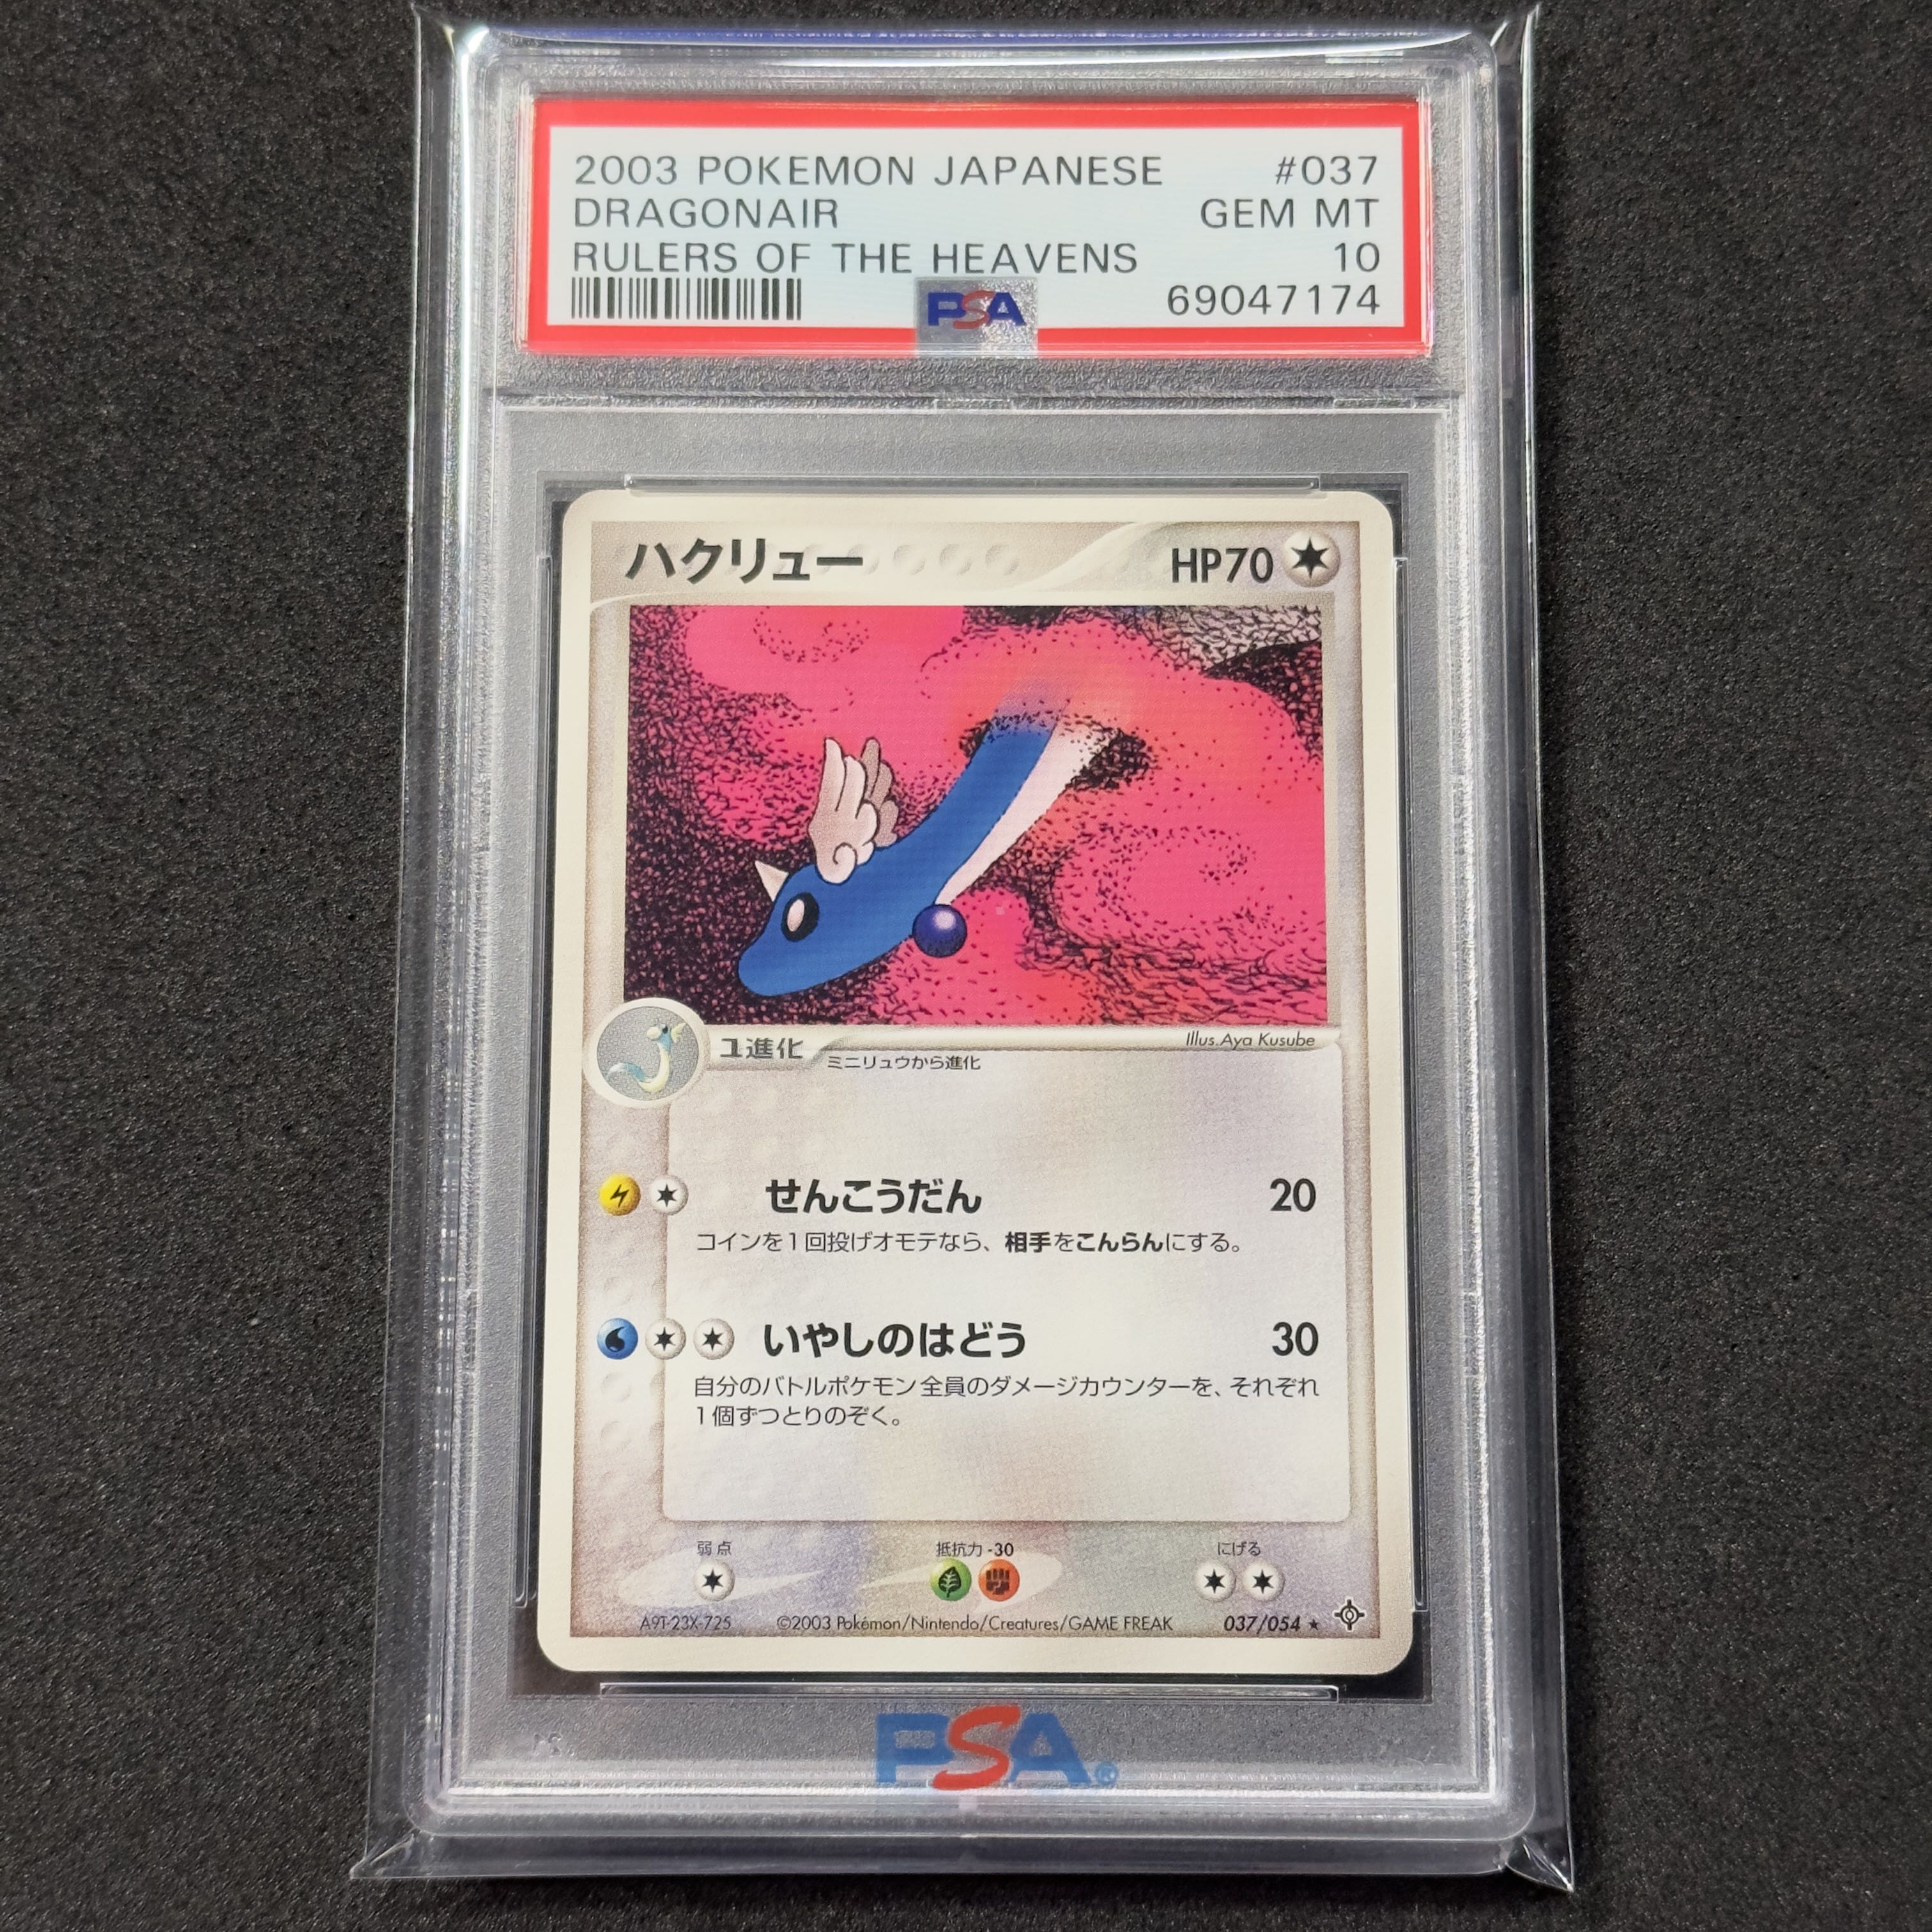 2003 POKEMON JAPANESE #037
DRAGONAIR GEM MT
RULERS OF THE HEAVENS 10
PSA 69047174
ハクリュー HP70
Illus.Aya Kusube
1進化 ミニリュウから進化
せんこうだん 20
コインを1回投げオモテなら、相手をこんらんにする。
いやしのはどう 30
自分のバトルポケモン全員のダメージカウンターを、それぞれ
1個ずつとりのぞく。
弱点 抵抗力 -30 にげる
A9T-23X-725 ©2003 Pokémon/Nintendo/Creatures/GAME FREAK 037/054 ★
PSA®